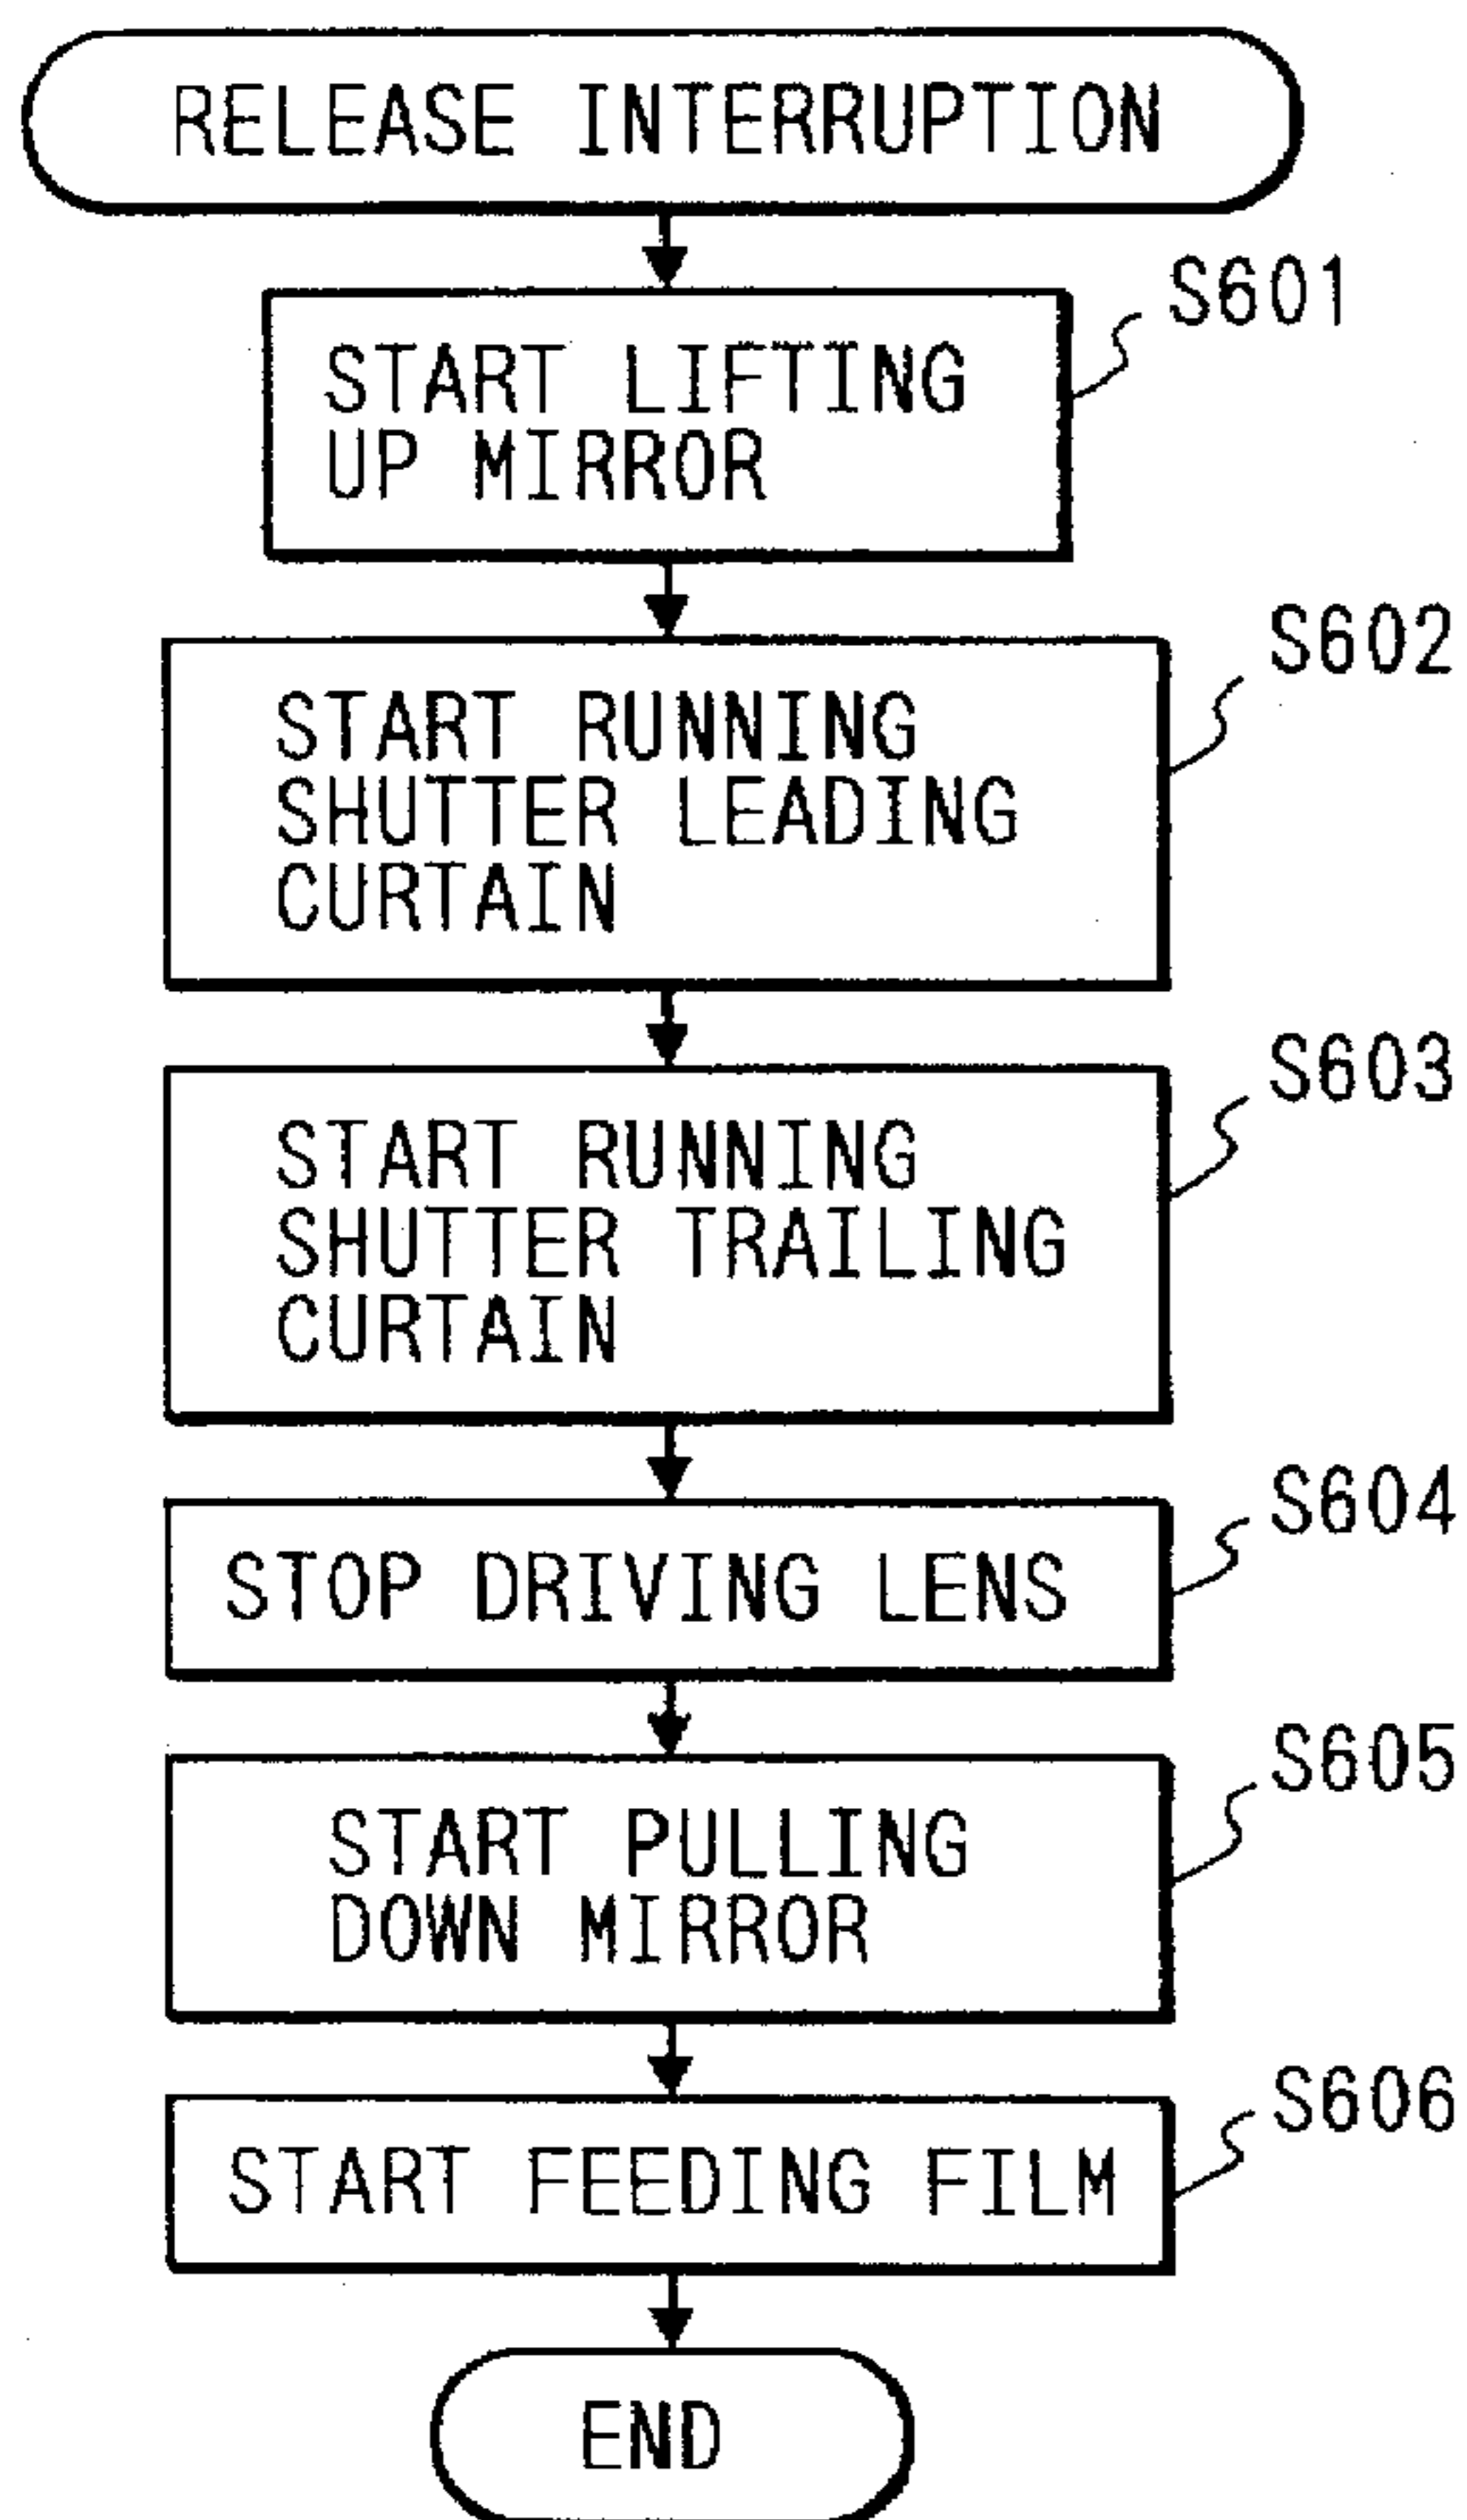 RELEASE INTERRUPTION
S601
START LIFTING
UP MIRROR
S602
START RUNNING
SHUTTER LEADING
CURTAIN
S603
START RUNNING
SHUTTER TRAILING
CURTAIN
S604
STOP DRIVING LENS
S605
START PULLING
DOWN MIRROR
S606
START FEEDING FILM
END